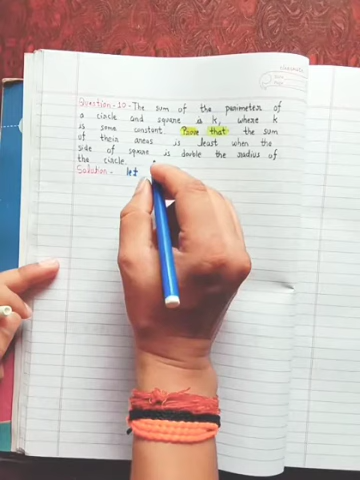 Question-10-The sum of the perimeter of
a circle and square is k, where k
is some constant. Prove that the sum
of their areas is least when the
side of square is double the radius of
the circle.
Solution- let